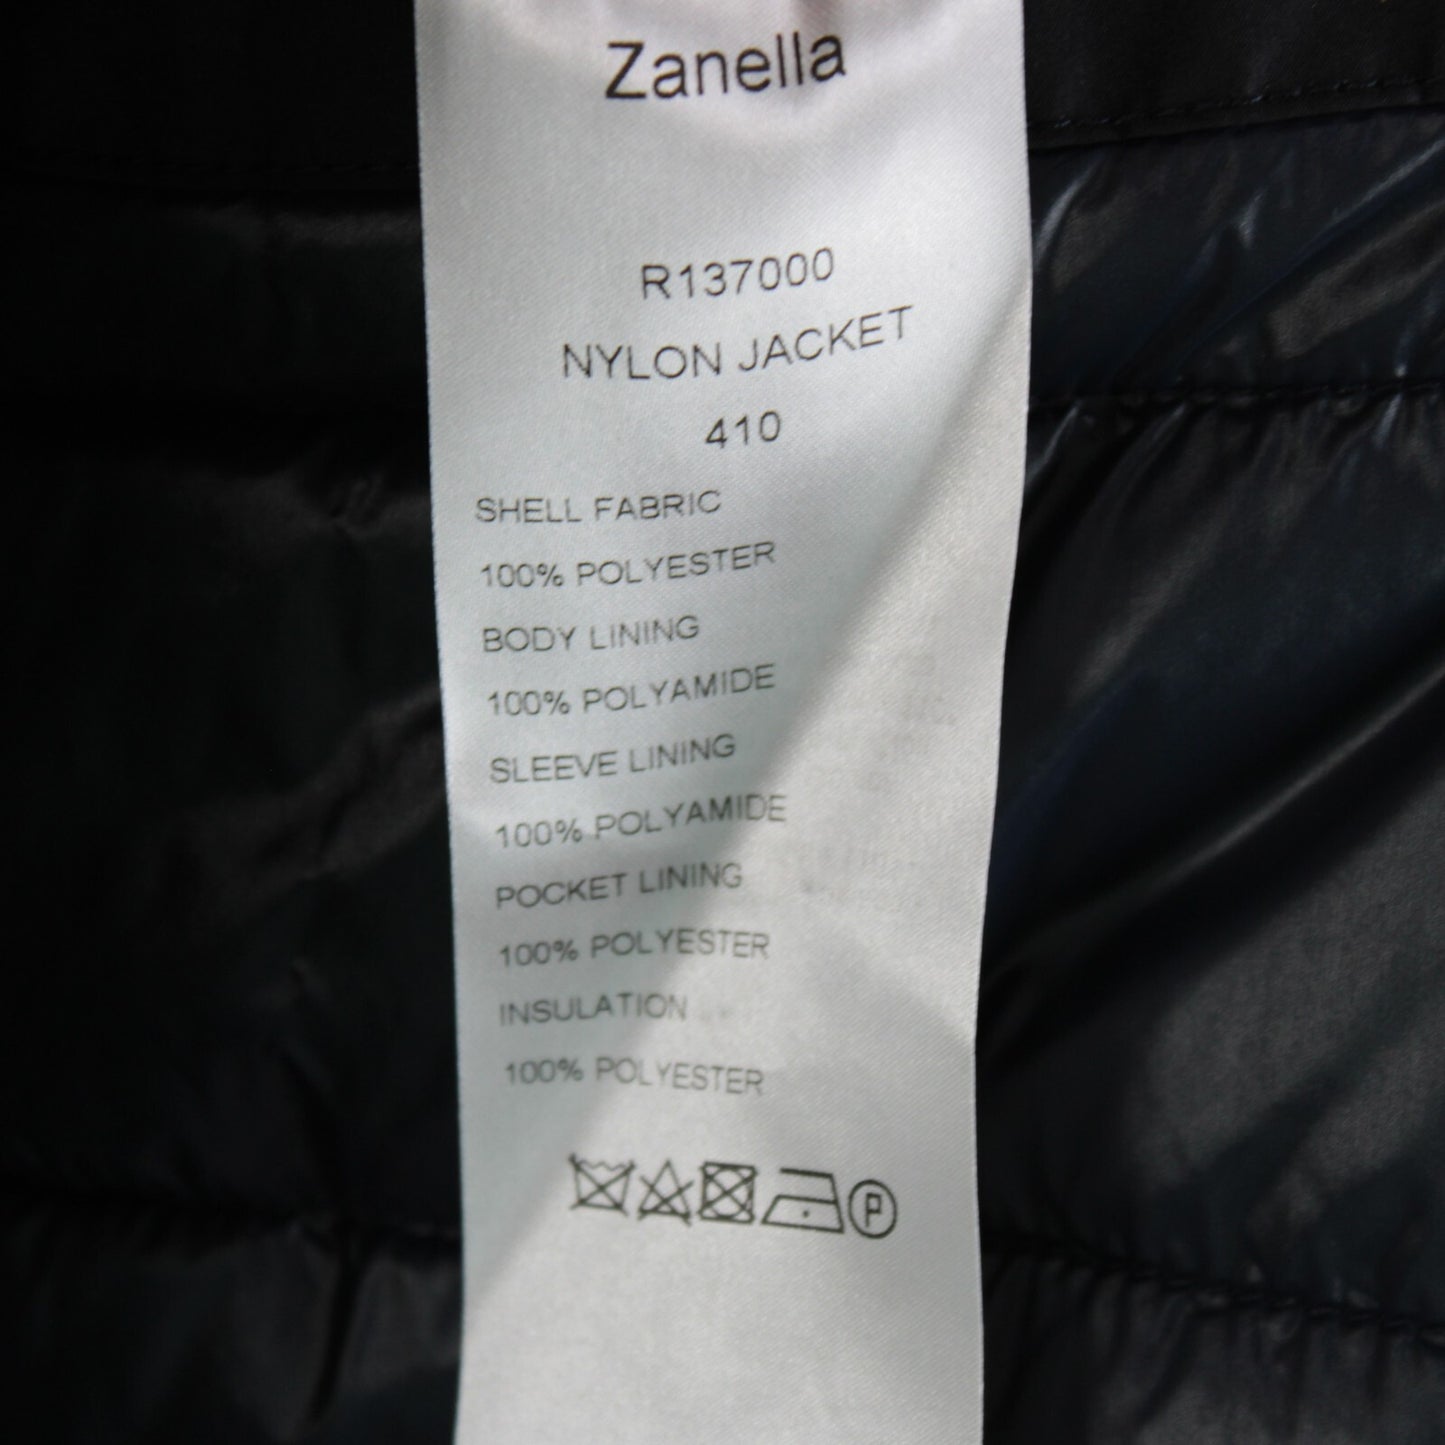 Zanella
R137000
NYLON JACKET
410
SHELL FABRIC
100% POLYESTER
BODY LINING
100% POLYAMIDE
SLEEVE LINING
100% POLYAMIDE
POCKET LINING
100% POLYESTER
INSULATION
100% POLYESTER
P